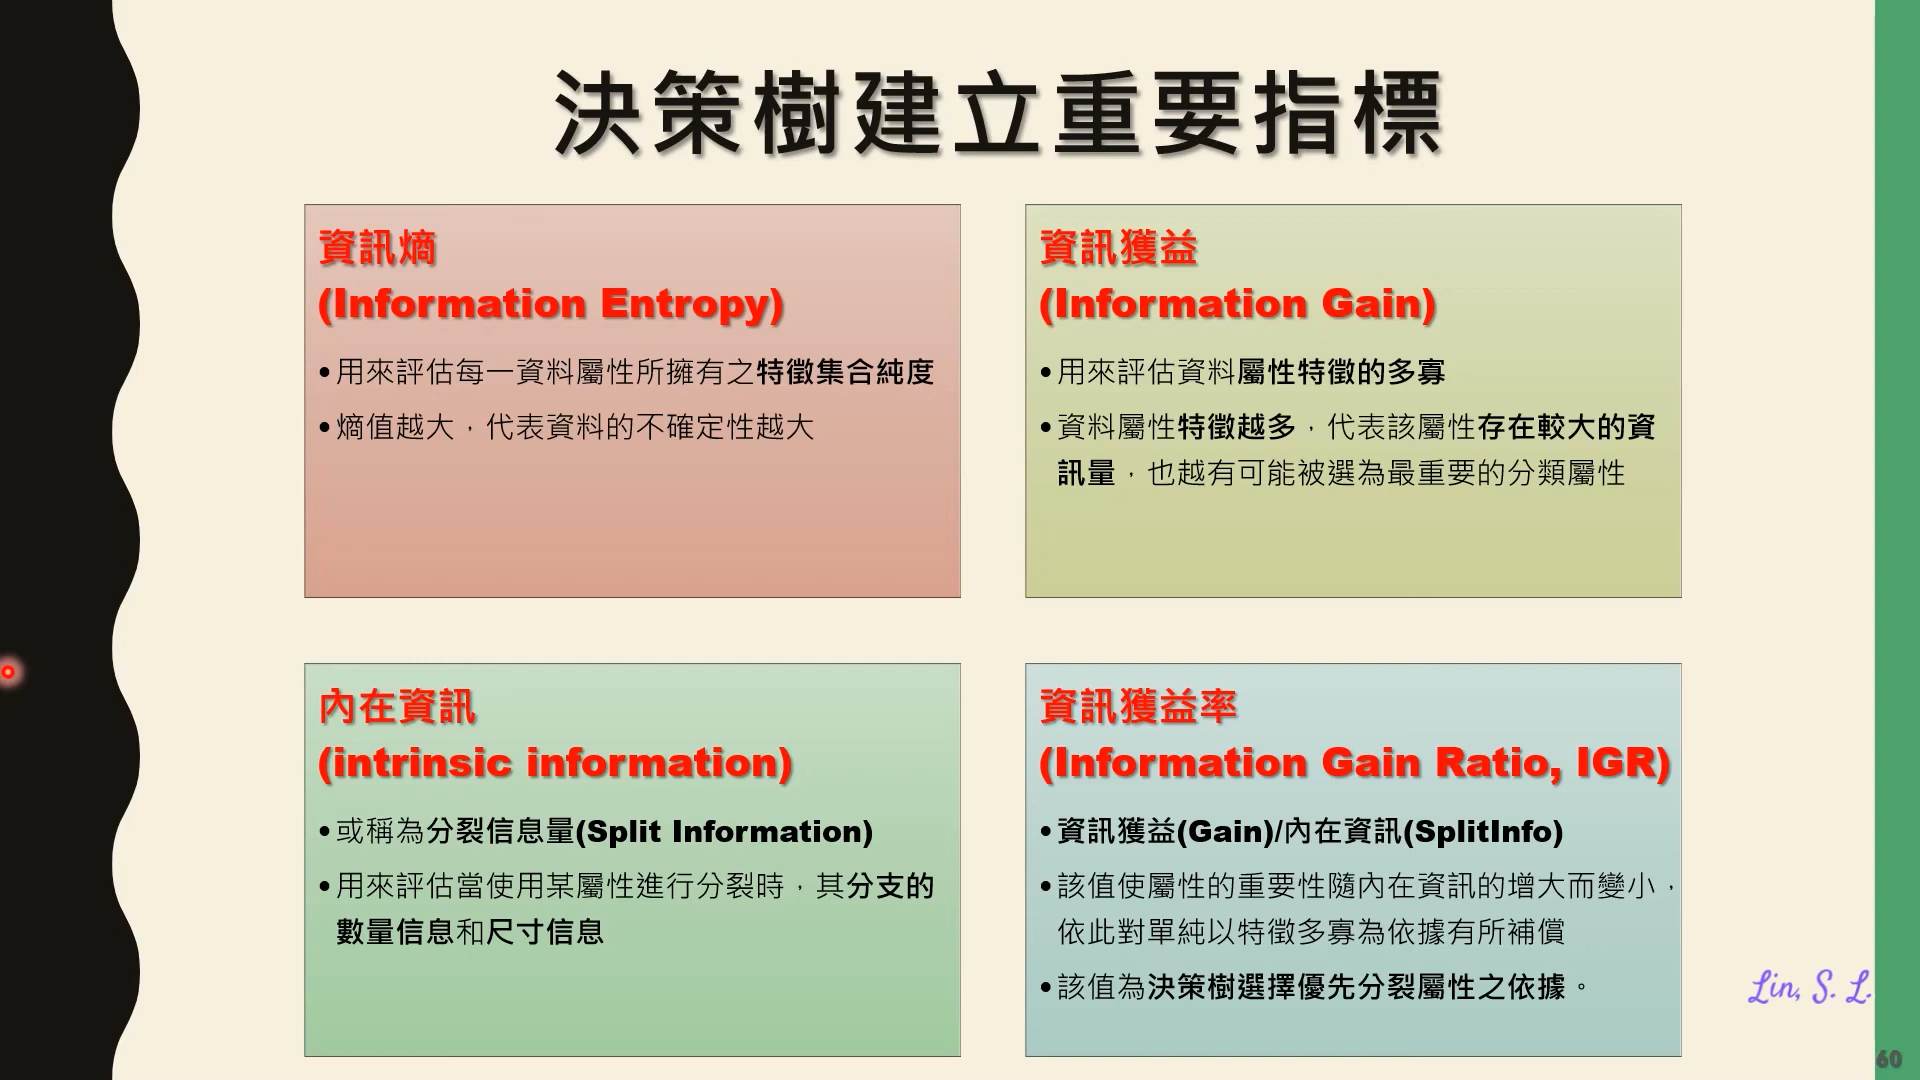 決策樹建立重要指標
資訊熵
(Information Entropy)
•用來評估每一資料屬性所擁有之特徵集合純度
•熵值越大，代表資料的不確定性越大
資訊獲益
(Information Gain)
•用來評估資料屬性特徵的多寡
•資料屬性特徵越多，代表該屬性存在較大的資
訊量，也越有可能被選為最重要的分類屬性
內在資訊
(intrinsic information)
•或稱為分裂信息量(Split Information)
•用來評估當使用某屬性進行分裂時，其分支的
數量信息和尺寸信息
資訊獲益率
(Information Gain Ratio, IGR)
•資訊獲益(Gain)/內在資訊(SplitInfo)
•該值使屬性的重要性隨內在資訊的增大而變小，
依此對單純以特徵多寡為依據有所補償
•該值為決策樹選擇優先分裂屬性之依據。
Lin, S. L.
60